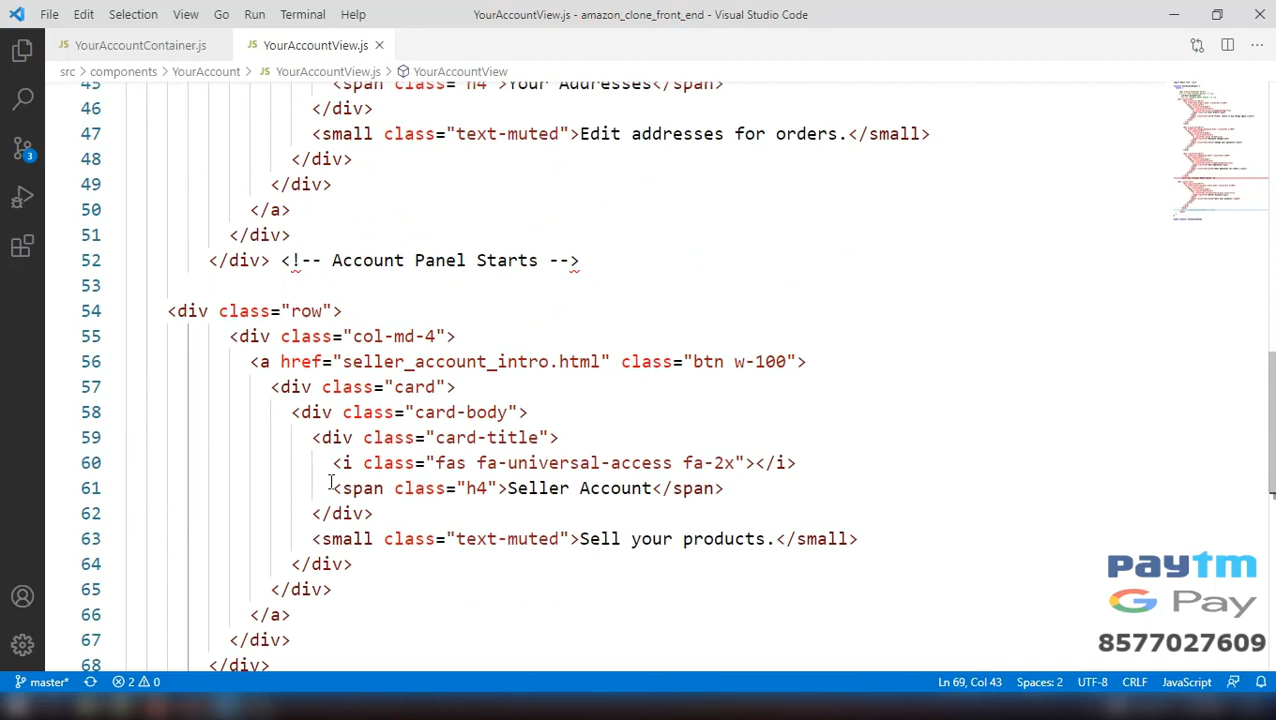 File Edit Selection View Go Run Terminal Help YourAccountView.js - amazon_clone_front_end - Visual Studio Code
JS YourAccountContainer.js JS YourAccountView.js
src > components > YourAccount > JS YourAccountView.js > YourAccountView
45 <span class="h4">Your Addresses</span>
46 </div>
47 <small class="text-muted">Edit addresses for orders.</small>
48 </div>
49 </div>
50 </a>
51 </div>
52 </div> <!-- Account Panel Starts -->
53
54 <div class="row">
55 <div class="col-md-4">
56 <a href="seller_account_intro.html" class="btn w-100">
57 <div class="card">
58 <div class="card-body">
59 <div class="card-title">
60 <i class="fas fa-universal-access fa-2x"></i>
61 <span class="h4">Seller Account</span>
62 </div>
63 <small class="text-muted">Sell your products.</small>
64 </div>
65 </div>
66 </a>
67 </div>
68 </div>
paytm
G Pay
8577027609
3
master* 2 0 Ln 69, Col 43 Spaces: 2 UTF-8 CRLF JavaScript